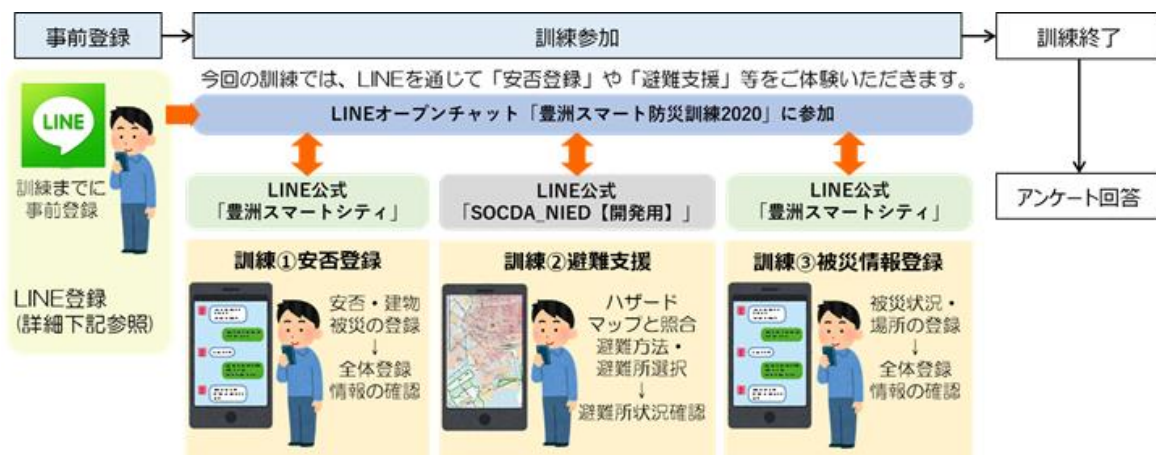 事前登録
訓練参加
訓練終了
今回の訓練では、LINEを通じて「安否登録」や「避難支援」等をご体験いただきます。
LINE
LINEオープンチャット「豊洲スマート防災訓練2020」に参加
訓練までに
事前登録
LINE登録
(詳細下記参照)
LINE公式
「豊洲スマートシティ」
LINE公式
「SOCDA_NIED【開発用】」
LINE公式
「豊洲スマートシティ」
アンケート回答
訓練①安否登録
安否・建物
被災の登録
↓
全体登録
情報の確認
訓練②避難支援
ハザード
マップと照合
避難方法・
避難所選択
↓
避難所状況確認
訓練③被災情報登録
被災状況・
場所の登録
↓
全体登録
情報の確認